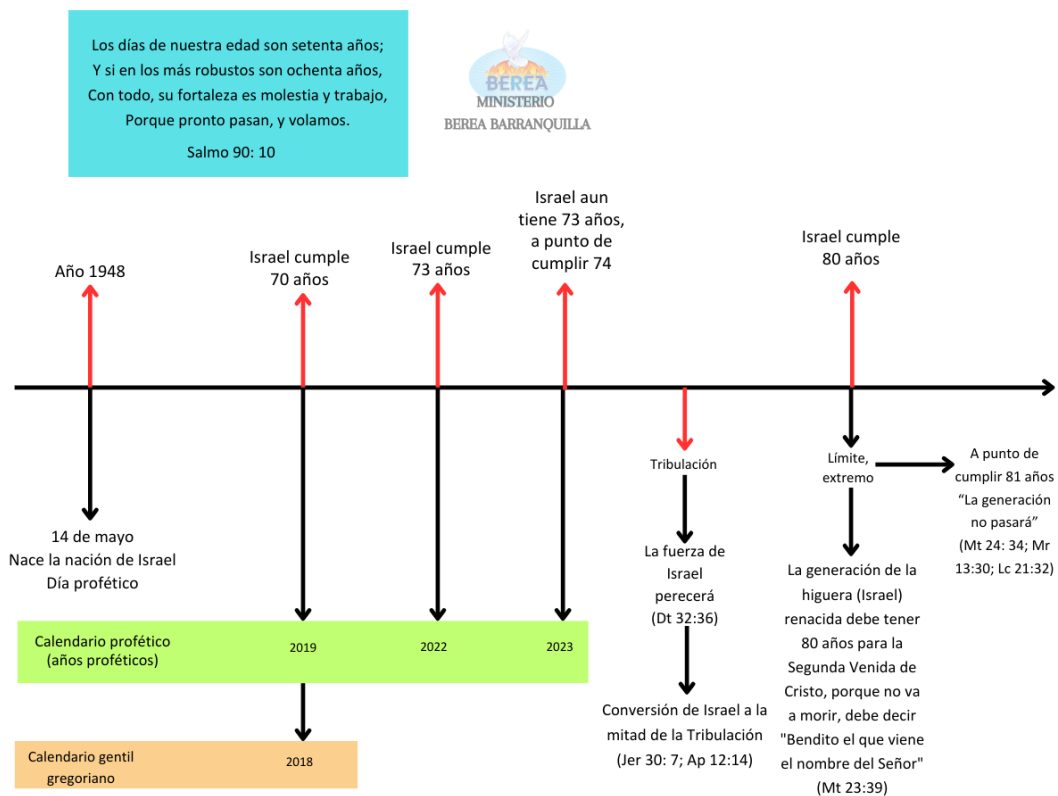 Los días de nuestra edad son setenta años;
Y si en los más robustos son ochenta años,
Con todo, su fortaleza es molestia y trabajo,
Porque pronto pasan, y volamos.
Salmo 90: 10
BEREA
MINISTERIO
BEREA BARRANQUILLA
Año 1948
Israel cumple
70 años
Israel cumple
73 años
Israel aun
tiene 73 años,
a punto de
cumplir 74
Israel cumple
80 años
14 de mayo
Nace la nación de Israel
Día profético
Tribulación
La fuerza de
Israel
perecerá
(Dt 32:36)
Conversión de Israel a la
mitad de la Tribulación
(Jer 30: 7; Ap 12:14)
Límite,
extremo
A punto de
cumplir 81 años
“La generación
no pasará”
(Mt 24: 34; Mr
13:30; Lc 21:32)
La generación de la
higuera (Israel)
renacida debe tener
80 años para la
Segunda Venida de
Cristo, porque no va
a morir, debe decir
"Bendito el que viene
el nombre del Señor"
(Mt 23:39)
Calendario profético
(años proféticos)
2019
2022
2023
Calendario gentil
gregoriano
2018